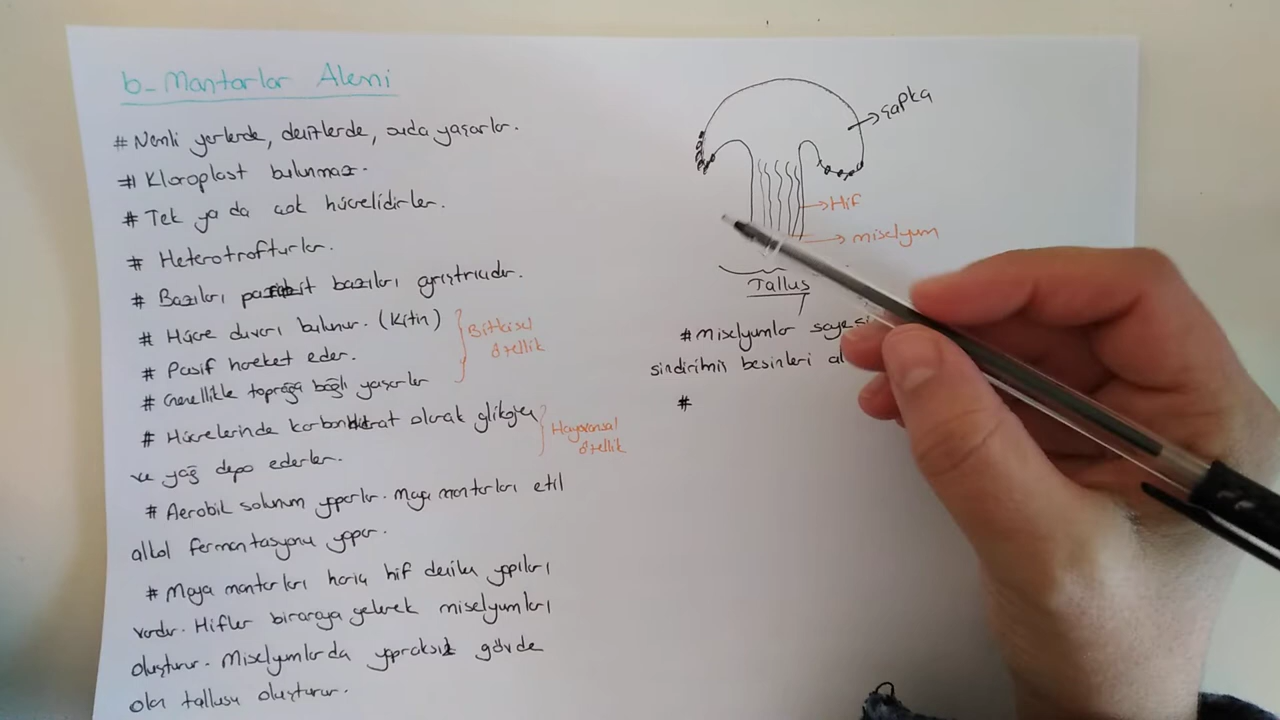 b- Mantarlar Alemi
# Nemli yerlerde, derilerde, suda yaşarlar.
# Kloroplast bulunmaz.
# Tek ya da çok hücrelidirler.
# Heterotrofturlar.
# Bazıları parazit bazıları ayrıştırıcıdır.
# Hücre duvarı bulunur. (Kitin)
# Pasif hareket eder.
# Genellikle toprağa bağlı yaşarlar
Bitkisel
özellik
# Hücrelerinde karbonhidrat olarak glikojen
ve yağ depo ederler.
Hayvansal
özellik
# Aerobik solunum yaparlar. Maya mantarları etil
alkol fermantasyonu yapar.
# Maya mantarları hariç hif denilen yapıları
vardır. Hifler biraraya gelerek miselyumları
oluşturur. Miselyumlarda yapraksız gövde
olan tallusu oluşturur.
şapka
Hif
miselyum
Tallus
# Miselyumlar sayesi
sindirilmiş besinleri al
#